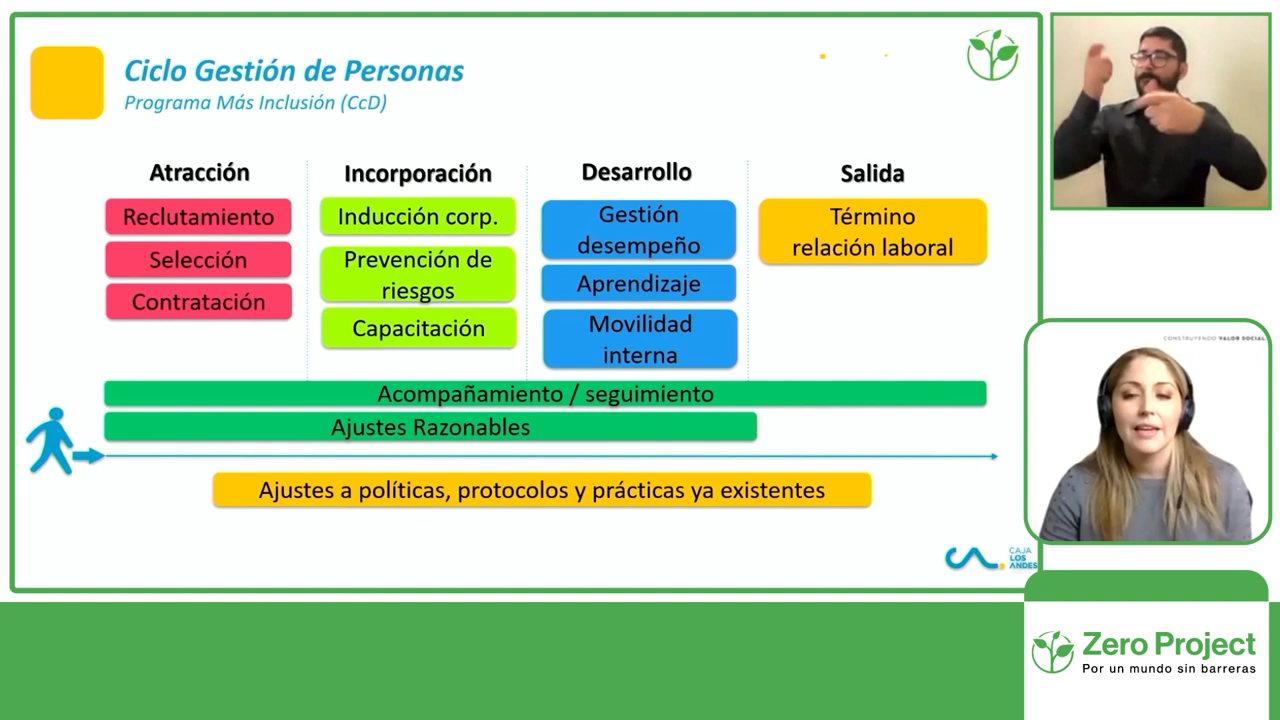 Ciclo Gestión de Personas
Programa Más Inclusión (CcD)
Atracción
Reclutamiento
Selección
Contratación
Incorporación
Inducción corp.
Prevención de
riesgos
Capacitación
Desarrollo
Gestión
desempeño
Aprendizaje
Movilidad
interna
Salida
Término
relación laboral
Acompañamiento / seguimiento
Ajustes Razonables
Ajustes a políticas, protocolos y prácticas ya existentes
CAJA
LOS
ANDES
CONSTRUYENDO VALOR SOCIAL
Zero Project
Por un mundo sin barreras